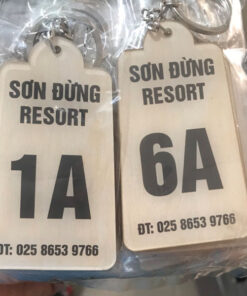 SƠN ĐỪNG
RESORT
1A
ĐT: 025 8653 9766
SƠN ĐỪNG
RESORT
6A
ĐT: 025 8653 9766